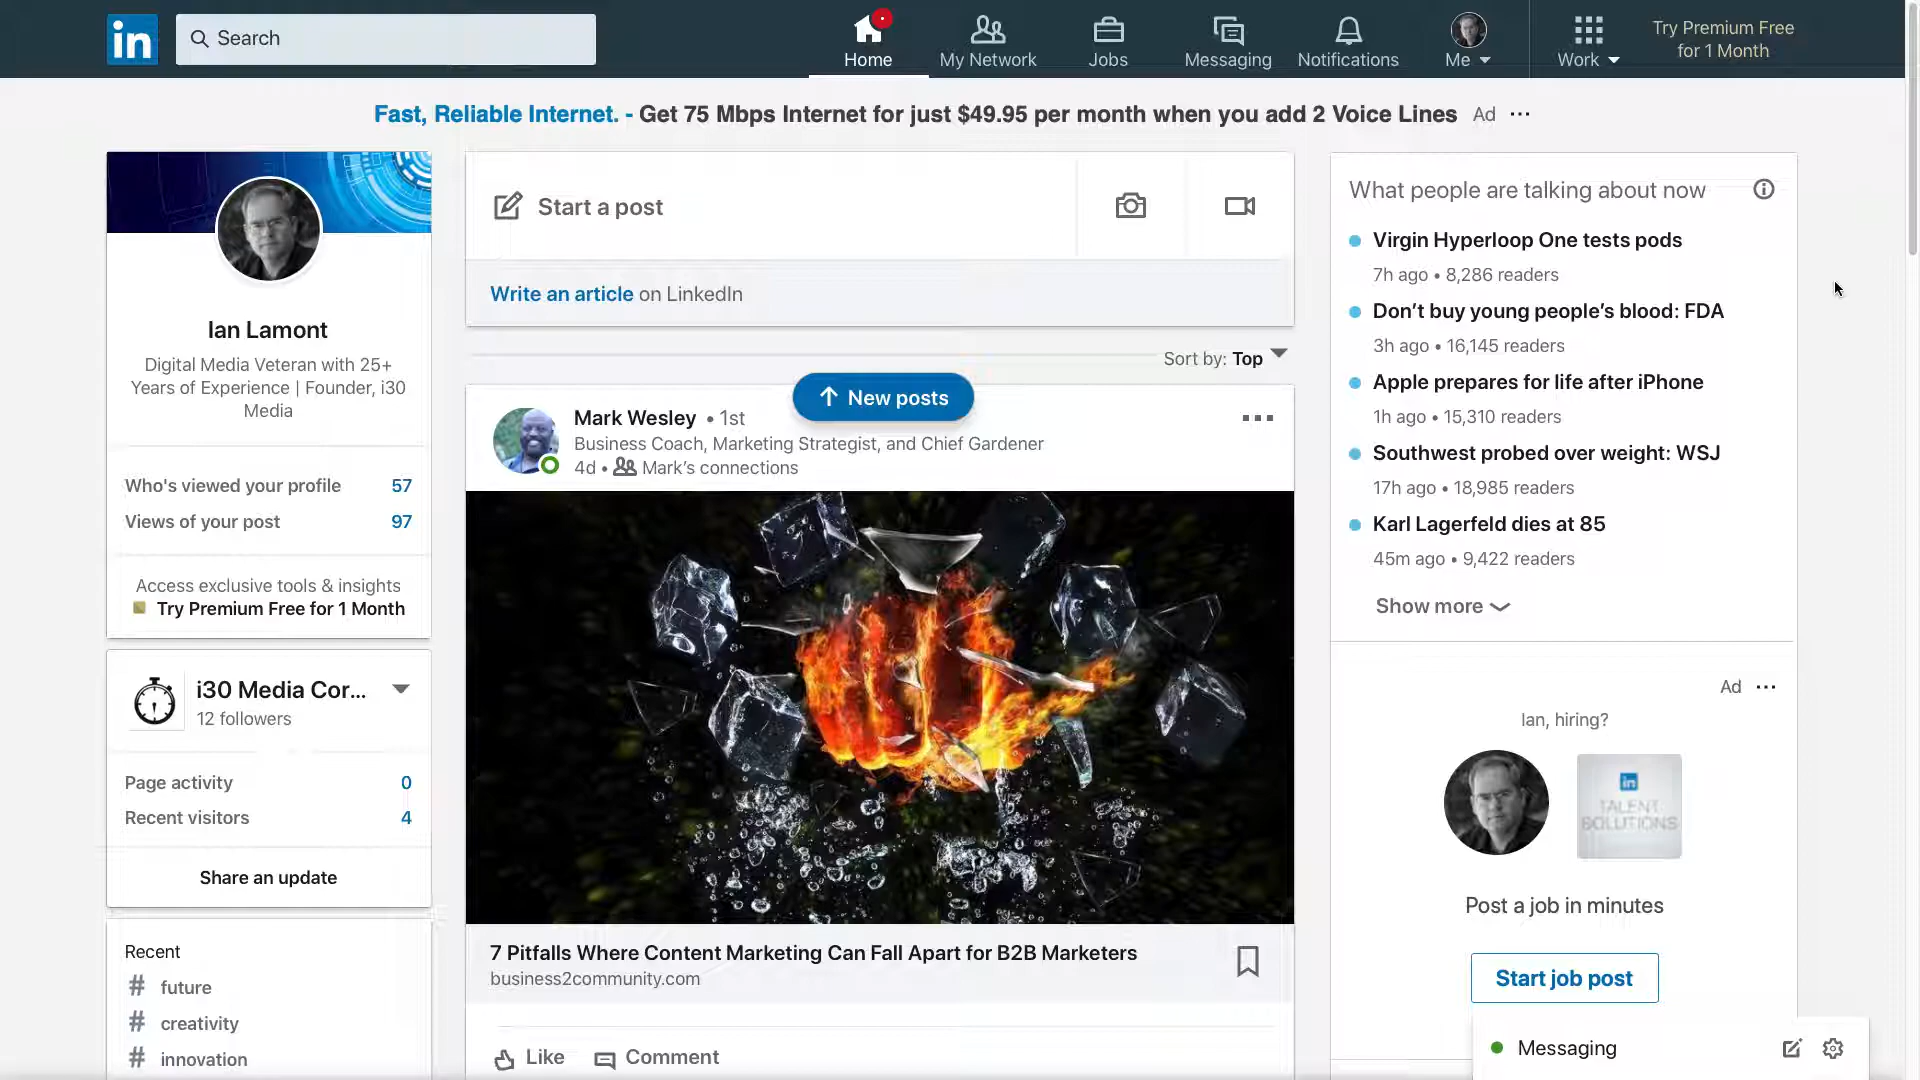 in
Search
Home
My Network
Jobs
Messaging
Notifications
Me
Work
Try Premium Free
for 1 Month
Fast, Reliable Internet. - Get 75 Mbps Internet for just $49.95 per month when you add 2 Voice Lines Ad ...
Ian Lamont
Digital Media Veteran with 25+
Years of Experience | Founder, i30
Media
Who's viewed your profile 57
Views of your post 97
Access exclusive tools & insights
Try Premium Free for 1 Month
i30 Media Cor...
12 followers
Page activity 0
Recent visitors 4
Share an update
Recent
# future
# creativity
# innovation
Start a post
Write an article on LinkedIn
Sort by: Top
New posts
Mark Wesley • 1st
Business Coach, Marketing Strategist, and Chief Gardener
4d • Mark's connections
7 Pitfalls Where Content Marketing Can Fall Apart for B2B Marketers
business2community.com
Like Comment
What people are talking about now
Virgin Hyperloop One tests pods
7h ago • 8,286 readers
Don’t buy young people’s blood: FDA
3h ago • 16,145 readers
Apple prepares for life after iPhone
1h ago • 15,310 readers
Southwest probed over weight: WSJ
17h ago • 18,985 readers
Karl Lagerfeld dies at 85
45m ago • 9,422 readers
Show more
Ad ...
Ian, hiring?
in
TALENT
SOLUTIONS
Post a job in minutes
Start job post
Messaging